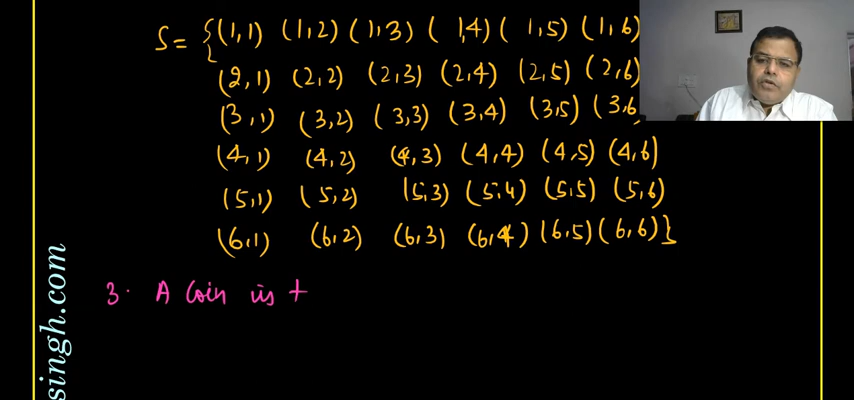 S = {(1,1) (1,2) (1,3) (1,4) (1,5) (1,6)
(2,1) (2,2) (2,3) (2,4) (2,5) (2,6)
(3,1) (3,2) (3,3) (3,4) (3,5) (3,6
(4,1) (4,2) (4,3) (4,4) (4,5) (4,6)
(5,1) (5,2) (5,3) (5,4) (5,5) (5,6)
(6,1) (6,2) (6,3) (6,4) (6,5) (6,6)}
3. A Coin is t
singh.com